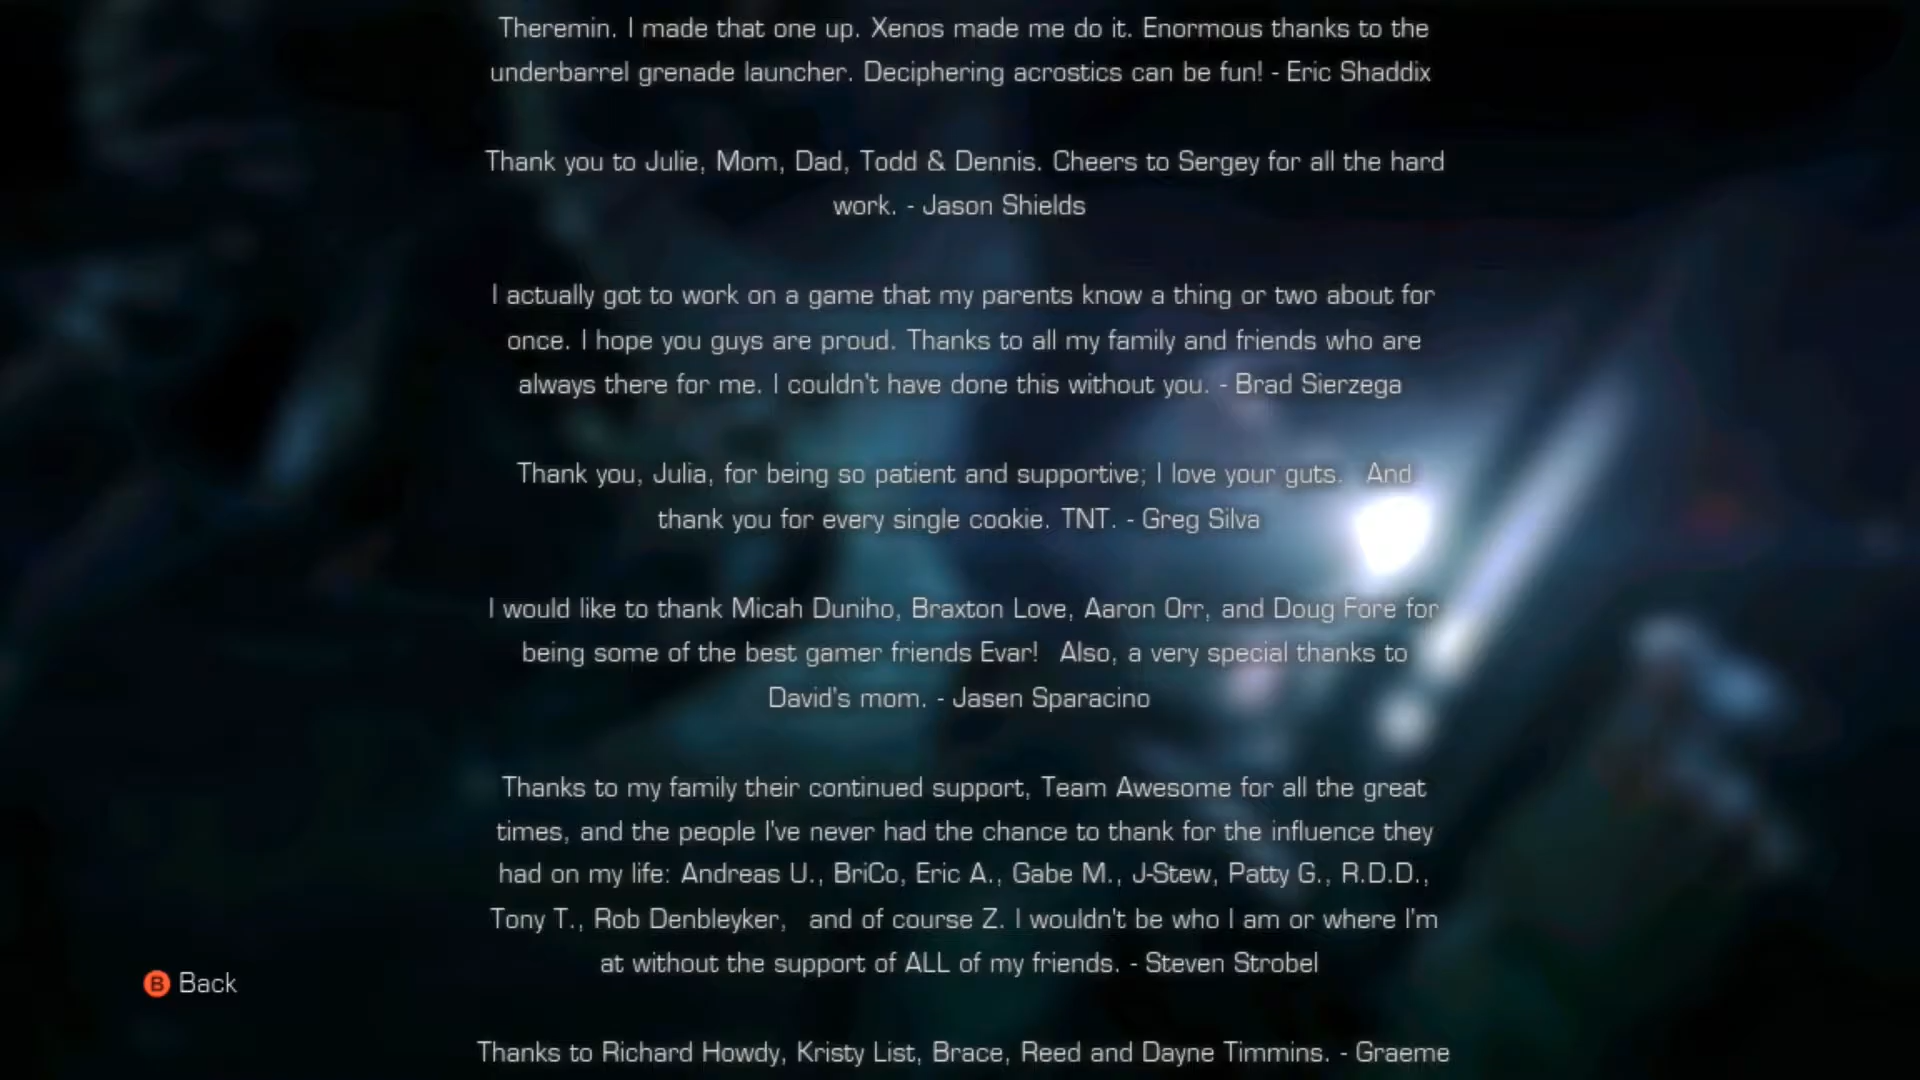 Theremin. I made that one up. Xenos made me do it. Enormous thanks to the
underbarrel grenade launcher. Deciphering acrostics can be fun! - Eric Shaddix
Thank you to Julie, Mom, Dad, Todd & Dennis. Cheers to Sergey for all the hard
work. - Jason Shields
I actually got to work on a game that my parents know a thing or two about for
once. I hope you guys are proud. Thanks to all my family and friends who are
always there for me. I couldn't have done this without you. - Brad Sierzega
Thank you, Julia, for being so patient and supportive; I love your guts.   And
thank you for every single cookie. TNT. - Greg Silva
I would like to thank Micah Duniho, Braxton Love, Aaron Orr, and Doug Fore for
being some of the best gamer friends Evar!   Also, a very special thanks to
David's mom. - Jasen Sparacino
Thanks to my family their continued support, Team Awesome for all the great
times, and the people I've never had the chance to thank for the influence they
had on my life: Andreas U., BriCo, Eric A., Gabe M., J-Stew, Patty G., R.D.D.,
Tony T., Rob Denbleyker,   and of course Z. I wouldn't be who I am or where I'm
at without the support of ALL of my friends. - Steven Strobel
B Back
Thanks to Richard Howdy, Kristy List, Brace, Reed and Dayne Timmins. - Graeme